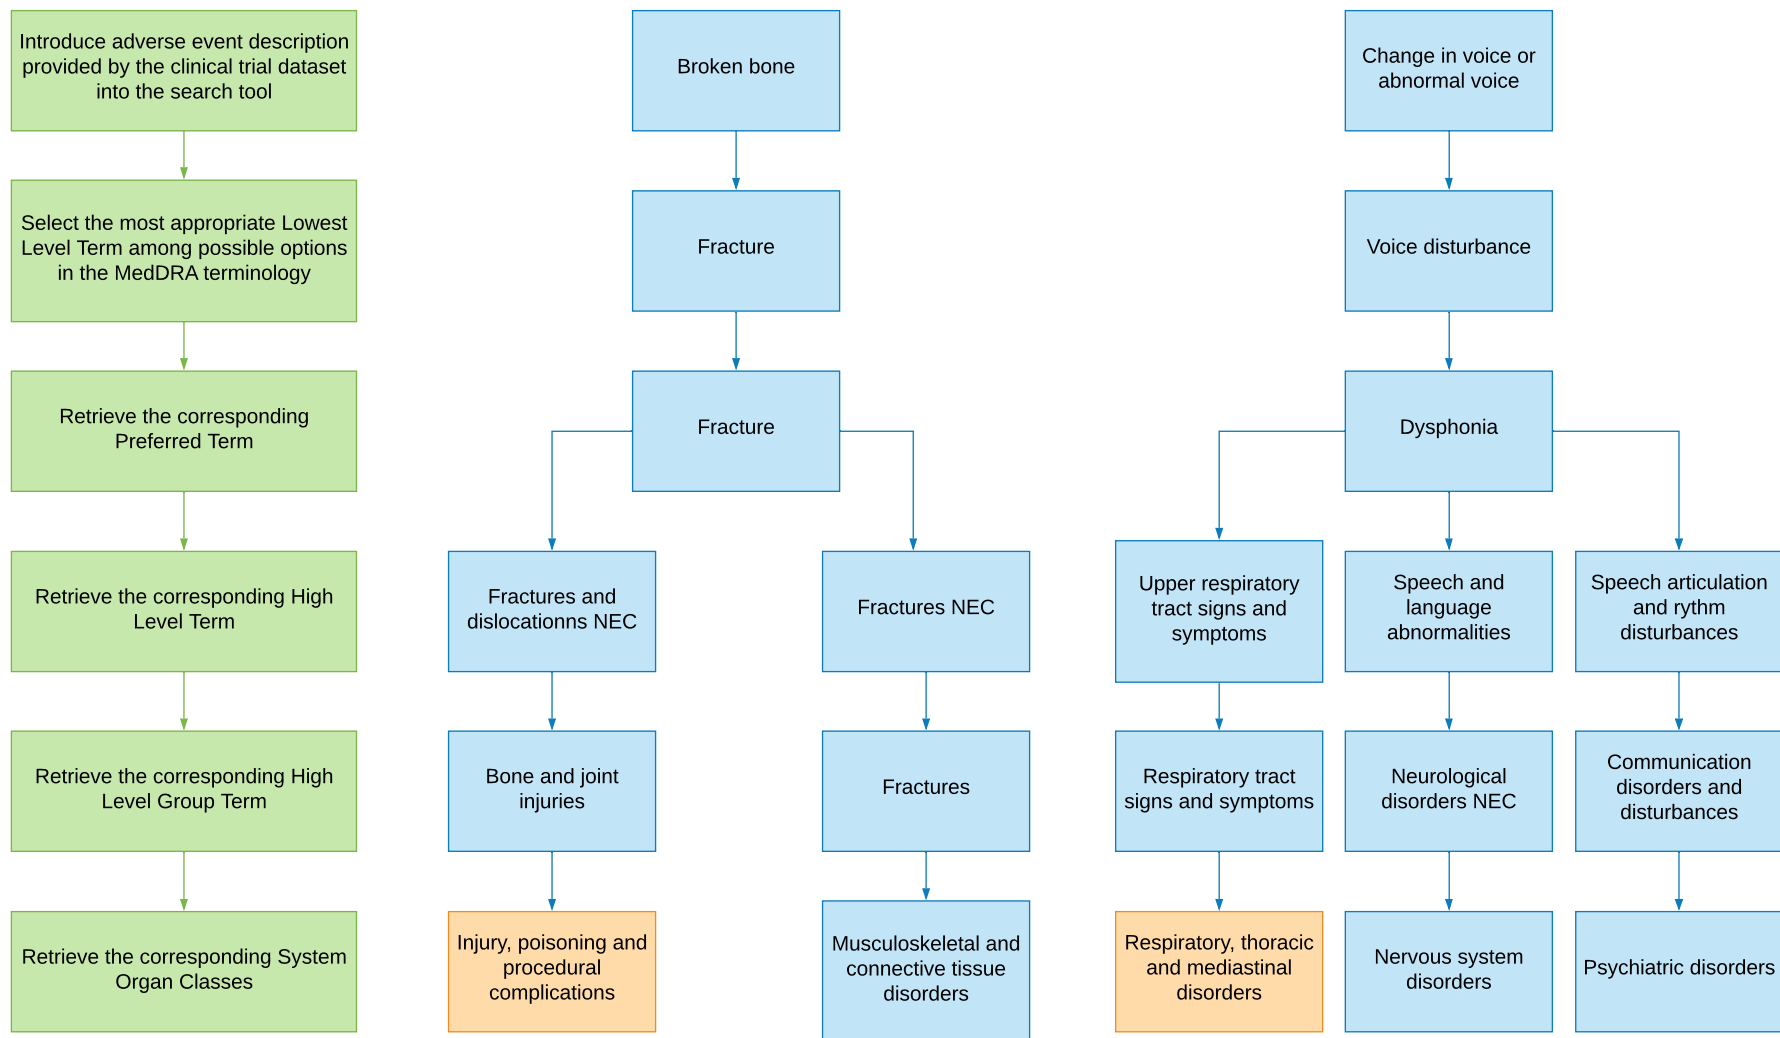 Introduce adverse event description
provided by the clinical trial dataset
into the search tool
Broken bone
Change in voice or
abnormal voice
Select the most appropriate Lowest
Level Term among possible options
in the MedDRA terminology
Fracture
Voice disturbance
Retrieve the corresponding
Preferred Term
Fracture
Dysphonia
Retrieve the corresponding High
Level Term
Fractures and
dislocationns NEC
Fractures NEC
Upper respiratory
tract signs and
symptoms
Speech and
language
abnormalities
Speech articulation
and rythm
disturbances
Retrieve the corresponding High
Level Group Term
Bone and joint
injuries
Fractures
Respiratory tract
signs and symptoms
Neurological
disorders NEC
Communication
disorders and
disturbances
Retrieve the corresponding System
Organ Classes
Injury, poisoning and
procedural
complications
Musculoskeletal and
connective tissue
disorders
Respiratory, thoracic
and mediastinal
disorders
Nervous system
disorders
Psychiatric disorders